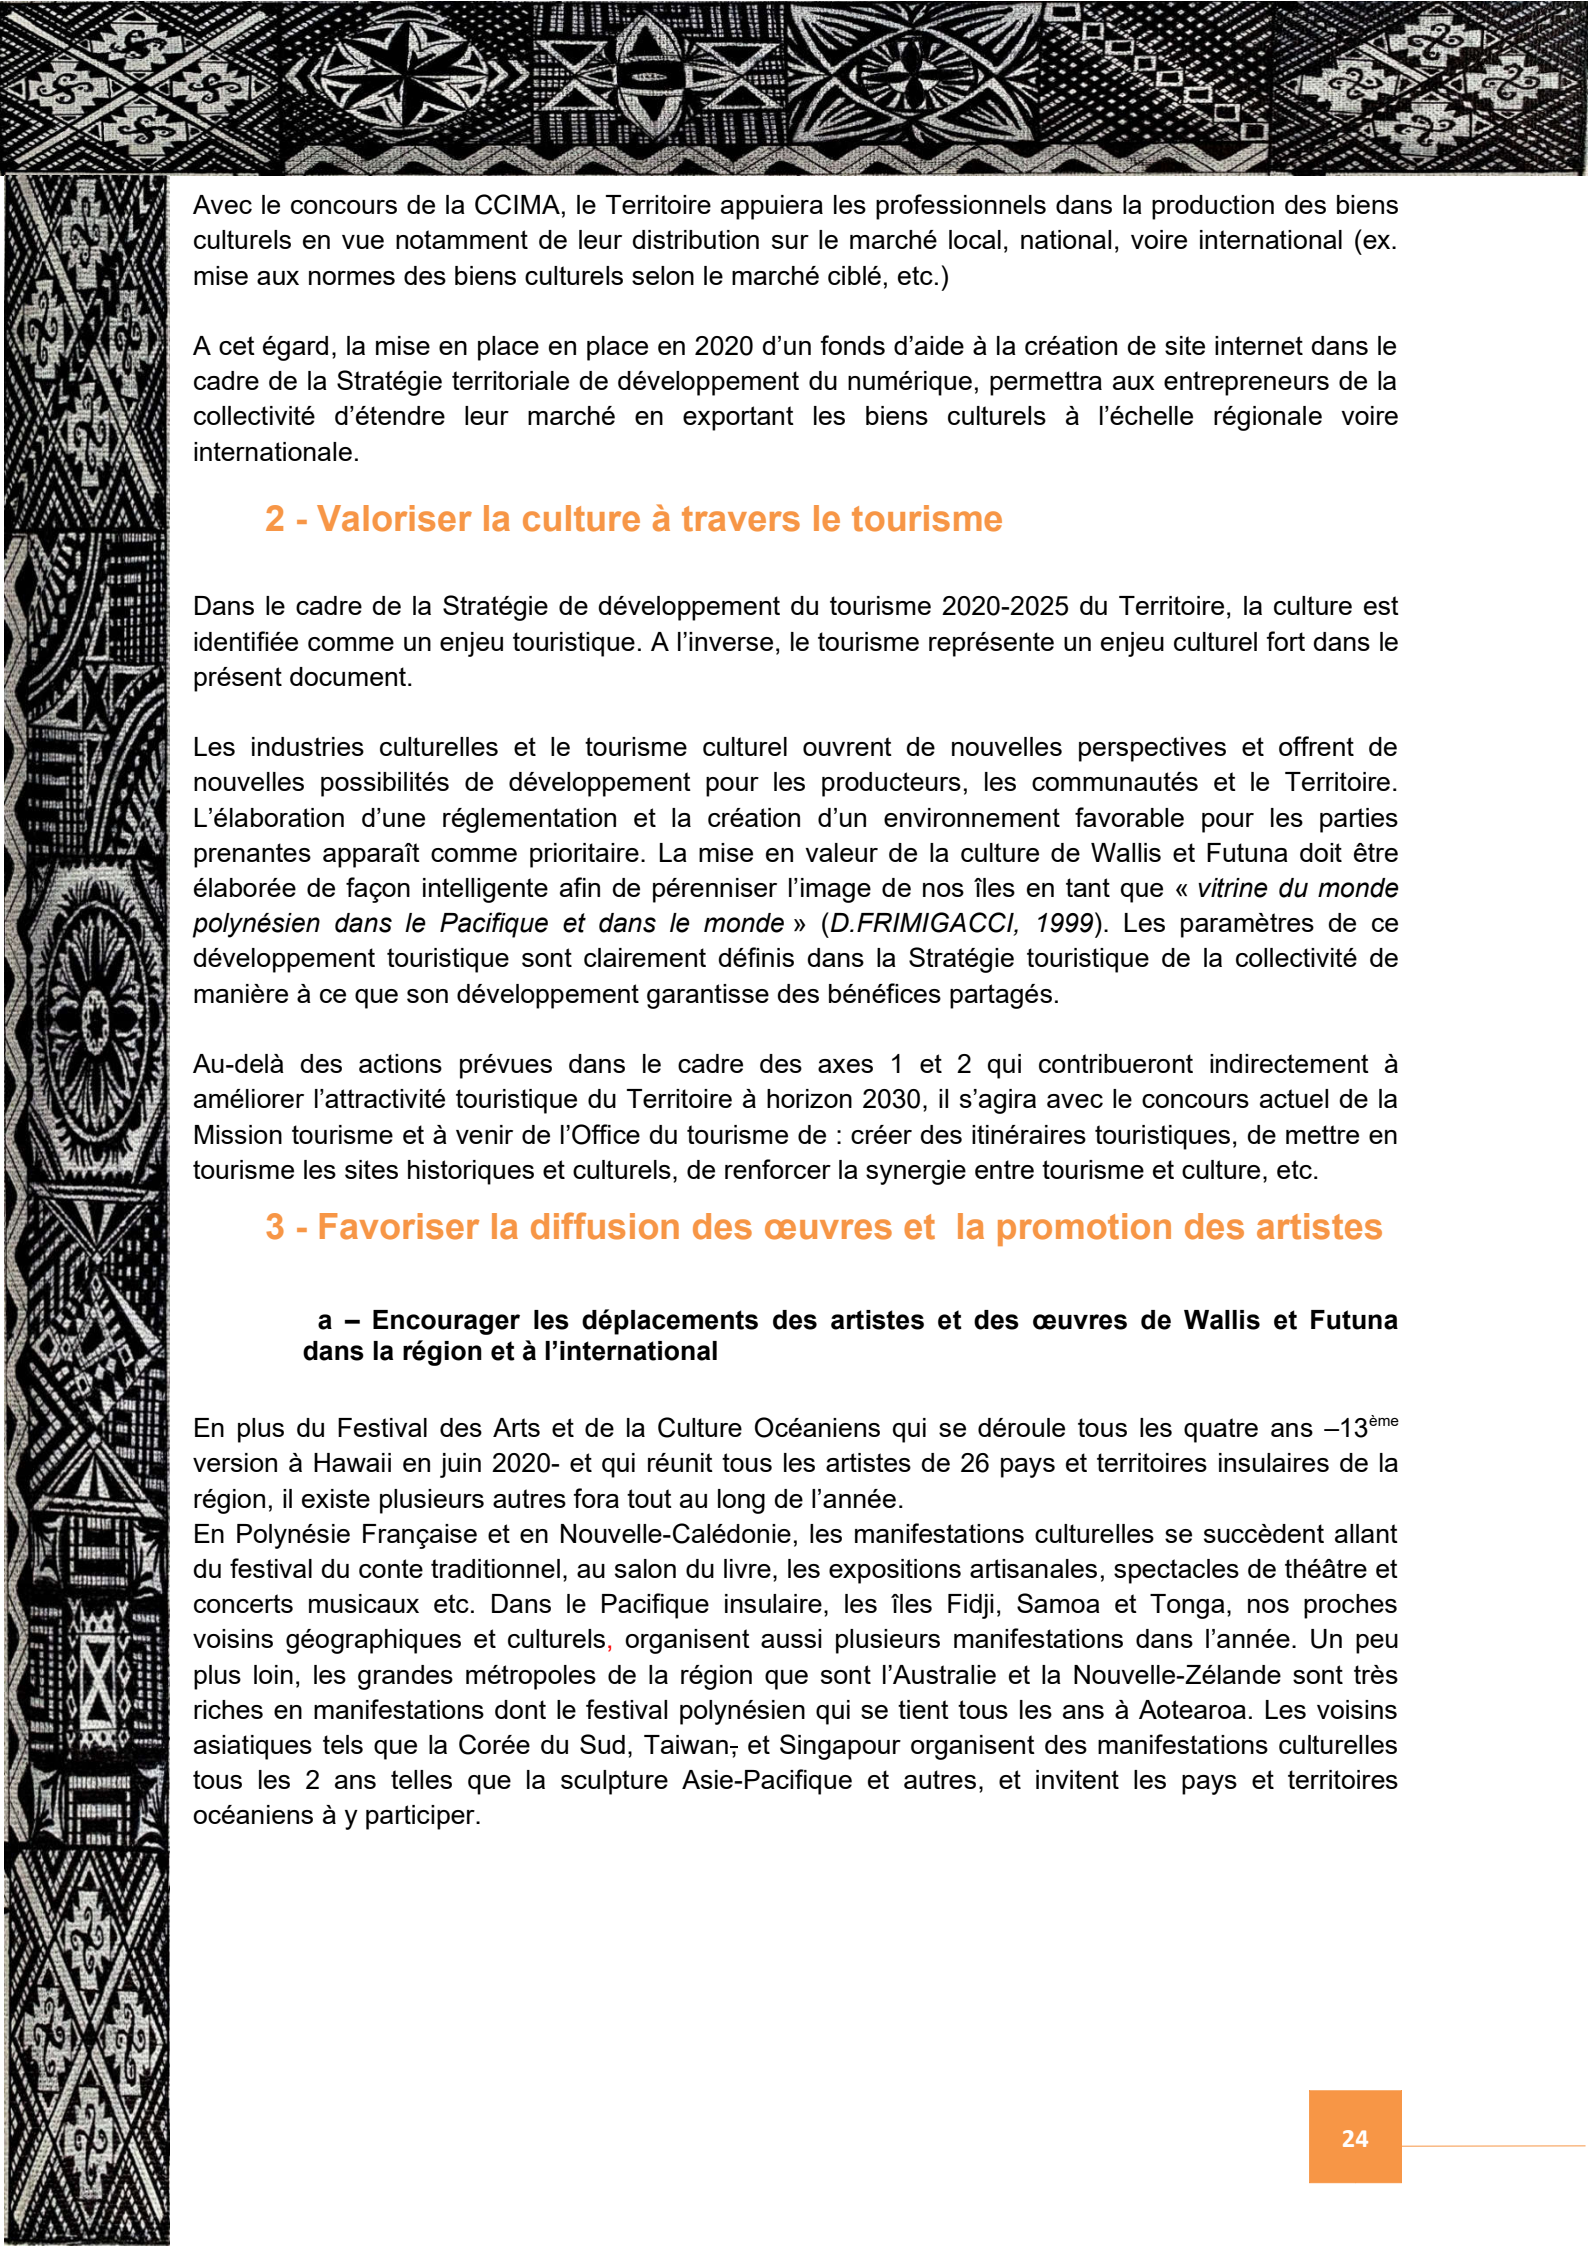 Avec le concours de la CCIMA, le Territoire appuiera les professionnels dans la production des biens
culturels en vue notamment de leur distribution sur le marché local, national, voire international (ex.
mise aux normes des biens culturels selon le marché ciblé, etc.)
A cet égard, la mise en place en place en 2020 d’un fonds d’aide à la création de site internet dans le
cadre de la Stratégie territoriale de développement du numérique, permettra aux entrepreneurs de la
collectivité d’étendre leur marché en exportant les biens culturels à l’échelle régionale voire
internationale.
2 - Valoriser la culture à travers le tourisme
Dans le cadre de la Stratégie de développement du tourisme 2020-2025 du Territoire, la culture est
identifiée comme un enjeu touristique. A l’inverse, le tourisme représente un enjeu culturel fort dans le
présent document.
Les industries culturelles et le tourisme culturel ouvrent de nouvelles perspectives et offrent de
nouvelles possibilités de développement pour les producteurs, les communautés et le Territoire.
L’élaboration d’une réglementation et la création d’un environnement favorable pour les parties
prenantes apparaît comme prioritaire. La mise en valeur de la culture de Wallis et Futuna doit être
élaborée de façon intelligente afin de pérenniser l’image de nos îles en tant que « vitrine du monde
polynésien dans le Pacifique et dans le monde » (D.FRIMIGACCI, 1999). Les paramètres de ce
développement touristique sont clairement définis dans la Stratégie touristique de la collectivité de
manière à ce que son développement garantisse des bénéfices partagés.
Au-delà des actions prévues dans le cadre des axes 1 et 2 qui contribueront indirectement à
améliorer l’attractivité touristique du Territoire à horizon 2030, il s’agira avec le concours actuel de la
Mission tourisme et à venir de l’Office du tourisme de : créer des itinéraires touristiques, de mettre en
tourisme les sites historiques et culturels, de renforcer la synergie entre tourisme et culture, etc.
3 - Favoriser la diffusion des œuvres et  la promotion des artistes
a – Encourager les déplacements des artistes et des œuvres de Wallis et Futuna
dans la région et à l’international
En plus du Festival des Arts et de la Culture Océaniens qui se déroule tous les quatre ans –13ème
version à Hawaii en juin 2020- et qui réunit tous les artistes de 26 pays et territoires insulaires de la
région, il existe plusieurs autres fora tout au long de l’année.
En Polynésie Française et en Nouvelle-Calédonie, les manifestations culturelles se succèdent allant
du festival du conte traditionnel, au salon du livre, les expositions artisanales, spectacles de théâtre et
concerts musicaux etc. Dans le Pacifique insulaire, les îles Fidji, Samoa et Tonga, nos proches
voisins géographiques et culturels, organisent aussi plusieurs manifestations dans l’année. Un peu
plus loin, les grandes métropoles de la région que sont l’Australie et la Nouvelle-Zélande sont très
riches en manifestations dont le festival polynésien qui se tient tous les ans à Aotearoa. Les voisins
asiatiques tels que la Corée du Sud, Taiwan, et Singapour organisent des manifestations culturelles
tous les 2 ans telles que la sculpture Asie-Pacifique et autres, et invitent les pays et territoires
océaniens à y participer.
24